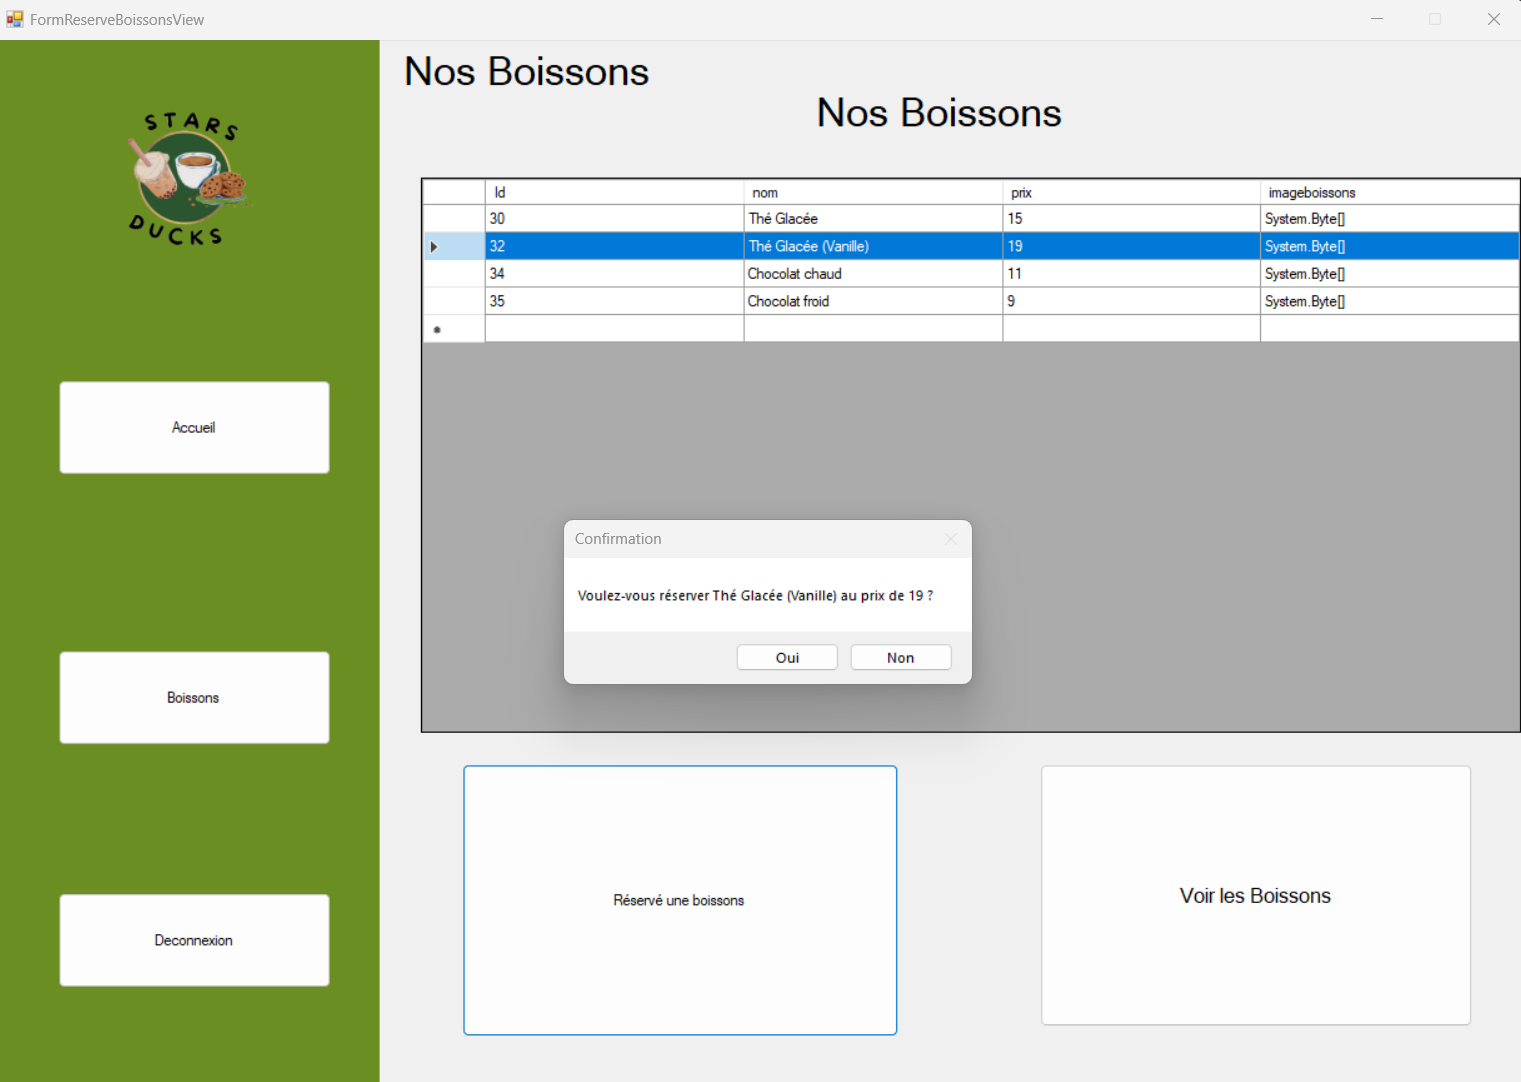 FormReserveBoissonsView
Nos Boissons
Nos Boissons
STARS
DUCKS
Id nom prix imageboissons
30 Thé Glacée 15 System.Byte[]
32 Thé Glacée (Vanille) 19 System.Byte[]
34 Chocolat chaud 11 System.Byte[]
35 Chocolat froid 9 System.Byte[]
Accueil
Confirmation
Voulez-vous réserver Thé Glacée (Vanille) au prix de 19 ?
Oui Non
Boissons
Réservé une boissons
Voir les Boissons
Deconnexion